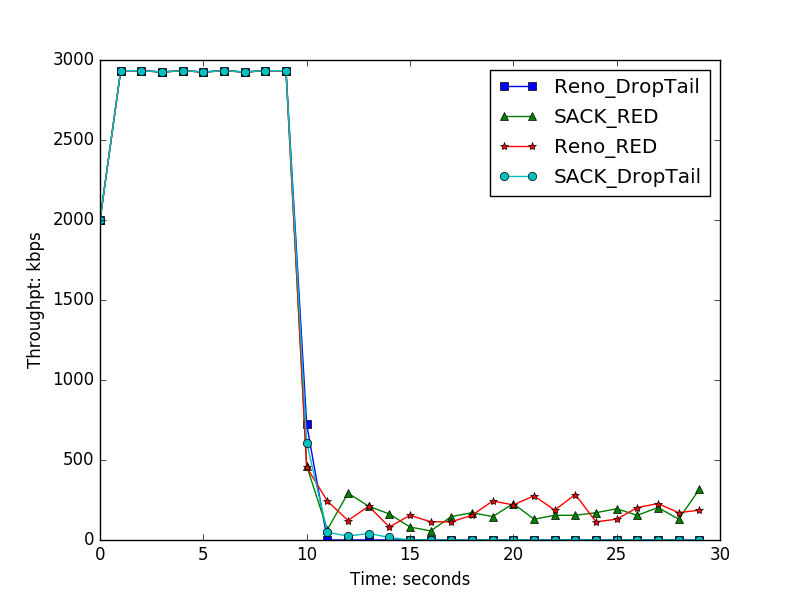 3000
2500
2000
1500
1000
500
0
0 5 10 15 20 25 30
Throughpt: kbps
Time: seconds
Reno_DropTail
SACK_RED
Reno_RED
SACK_DropTail